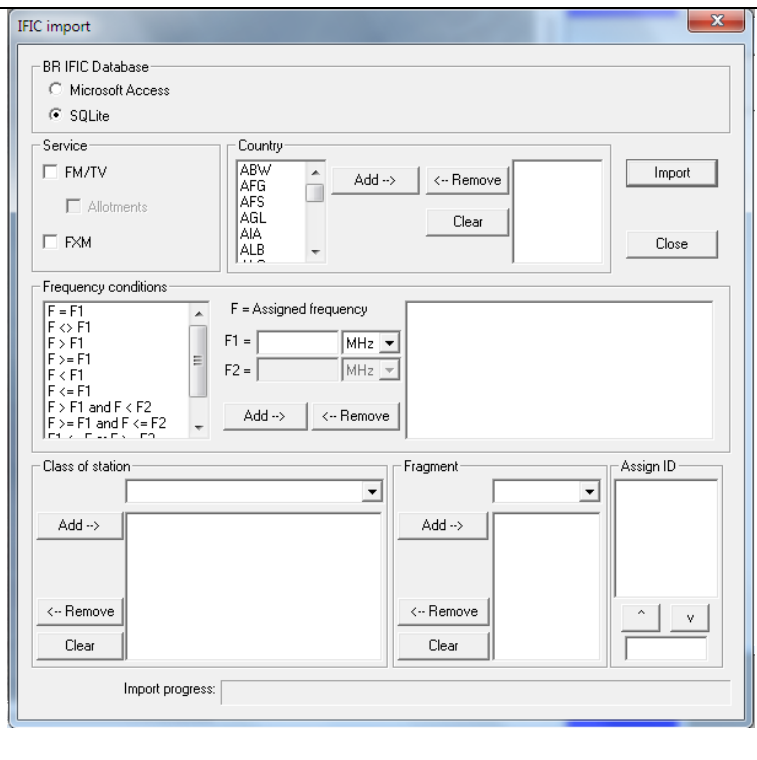 IFIC import
x
BR IFIC Database
Microsoft Access
SQLite
Service
FM/TV
Allotments
FXM
Country
ABW
AFG
AFS
AGL
AIA
ALB
Add -->
<-- Remove
Clear
Import
Close
Frequency conditions
F = F1
F <> F1
F > F1
F >= F1
F < F1
F <= F1
F > F1 and F < F2
F >= F1 and F <= F2
F = Assigned frequency
F1 = MHz
F2 = MHz
Add --> <-- Remove
Class of station
Add -->
<-- Remove
Clear
Fragment
Add -->
<-- Remove
Clear
Assign ID
^ v
Import progress: